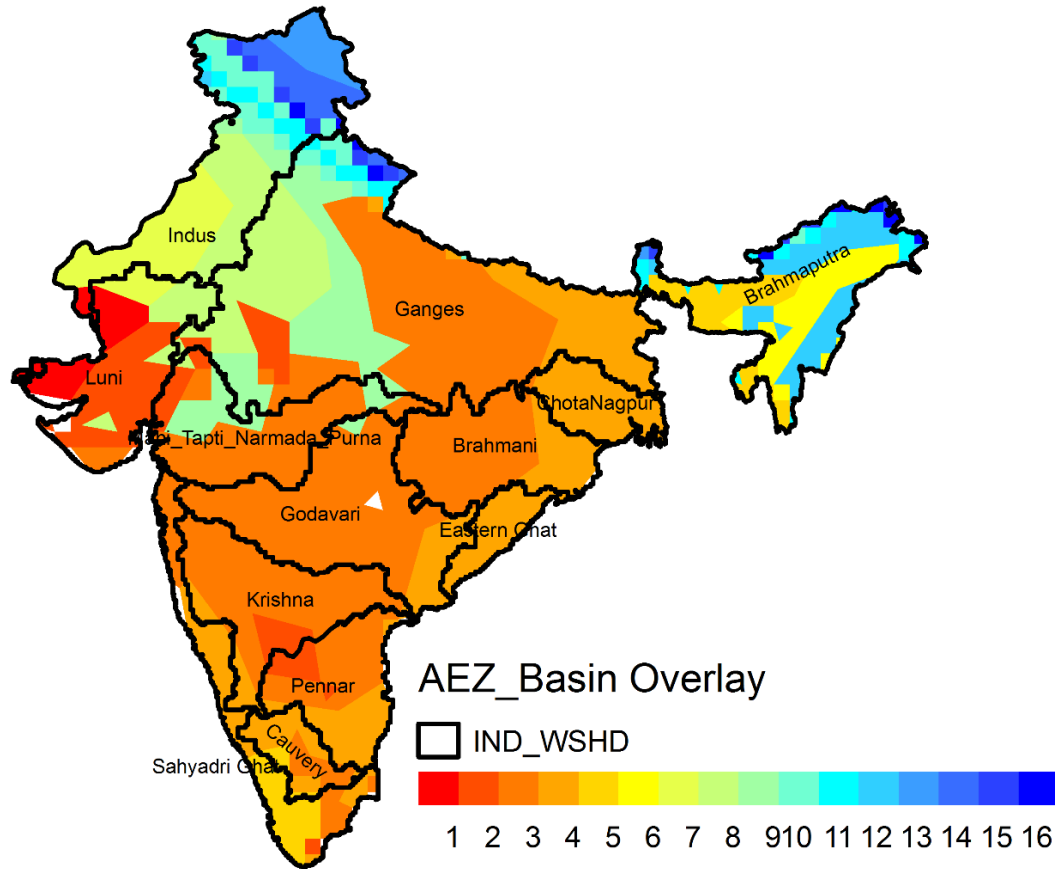 Indus
Brahmaputra
Ganges
Luni
ChotaNagpur
Mahi_Tapti_Narmada_Purna
Brahmani
Godavari
Eastern Ghat
Krishna
Pennar
Cauvery
Sahyadri Ghat
AEZ_Basin Overlay
IND_WSHD
1 2 3 4 5 6 7 8 910 11 12 13 14 15 16